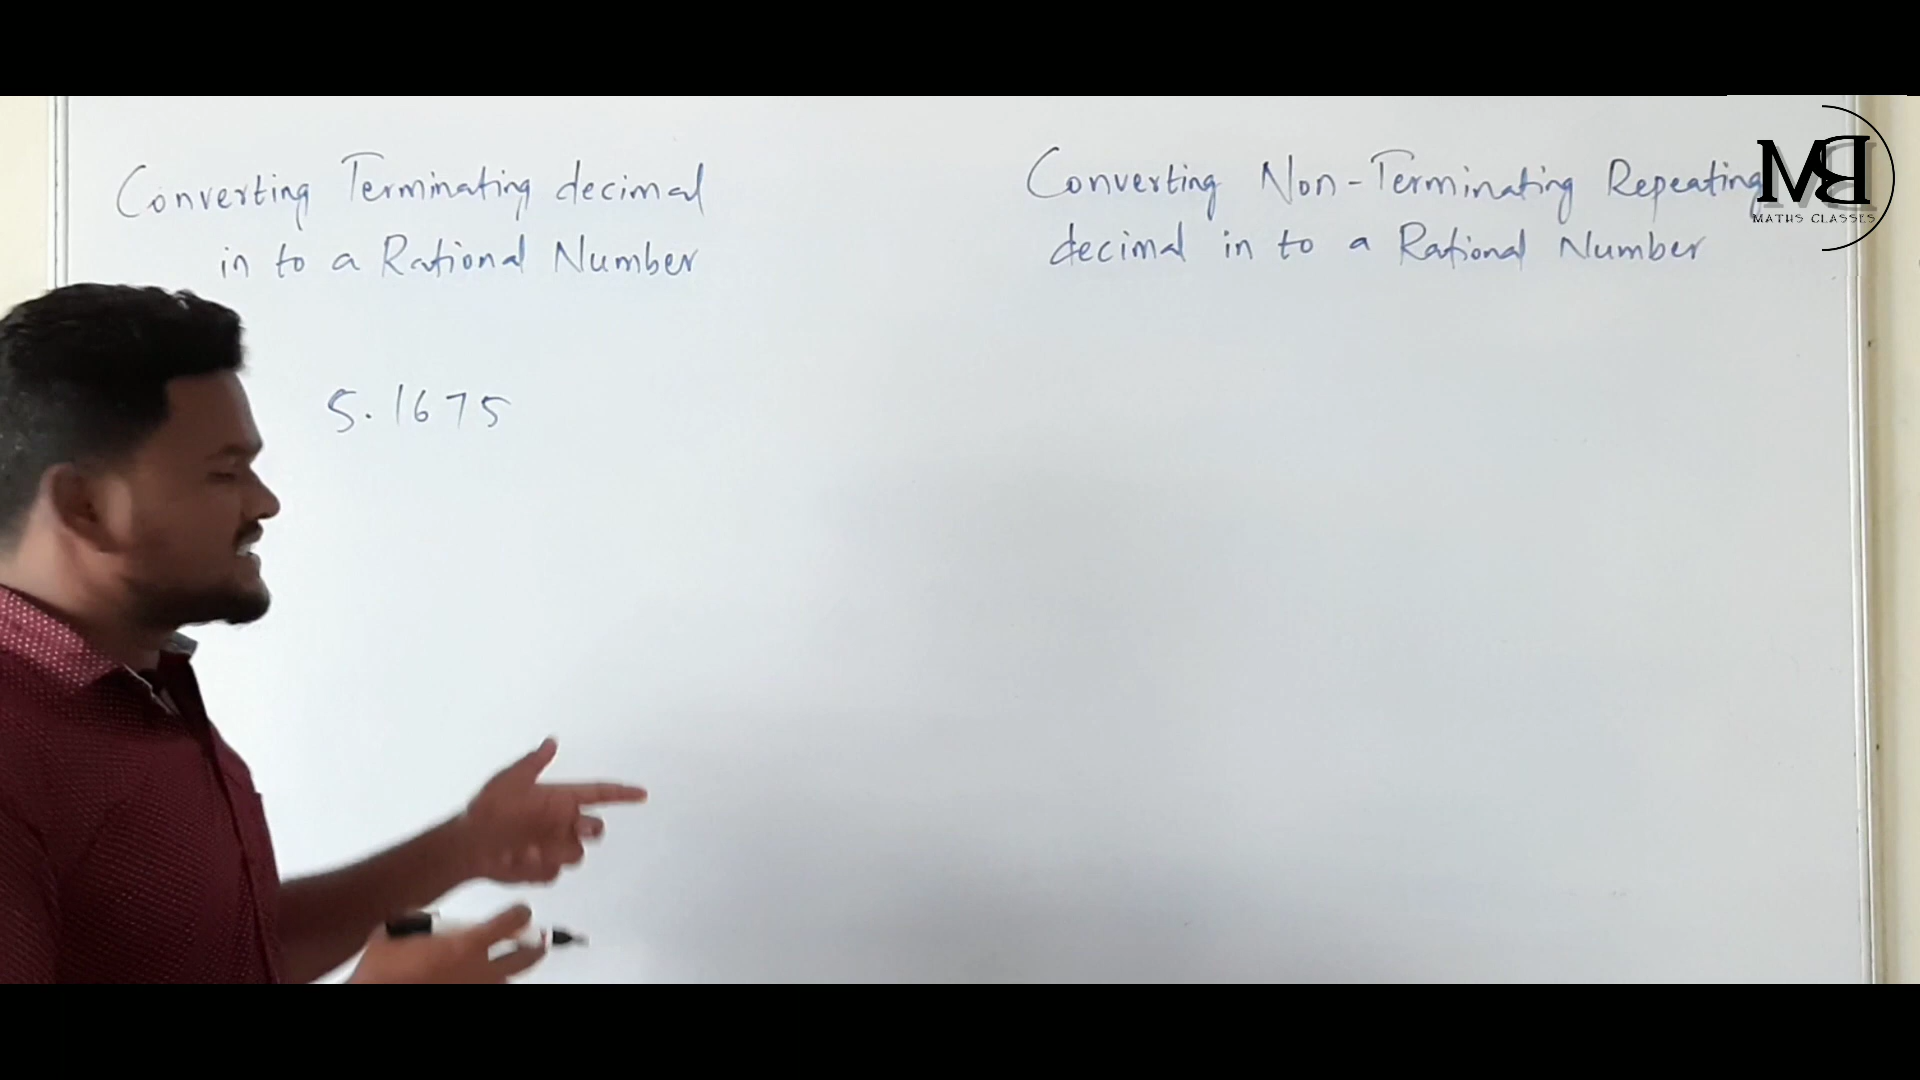 Converting Terminating decimal
in to a Rational Number
5.1675
Converting Non-Terminating Repeating
decimal in to a Rational Number
MB
MATHS CLASSES